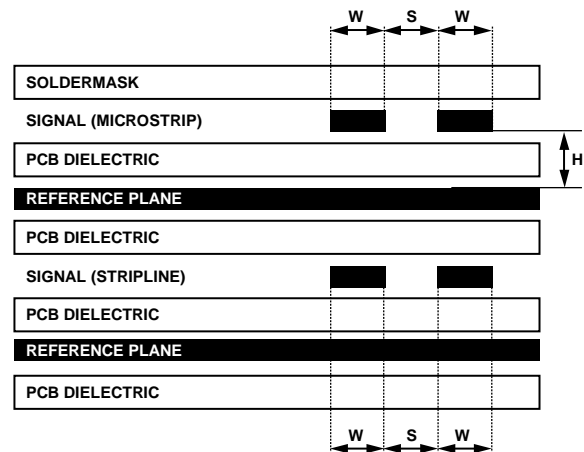 W S W
SOLDERMASK
SIGNAL (MICROSTRIP)
H
PCB DIELECTRIC
REFERENCE PLANE
PCB DIELECTRIC
SIGNAL (STRIPLINE)
PCB DIELECTRIC
REFERENCE PLANE
PCB DIELECTRIC
W S W